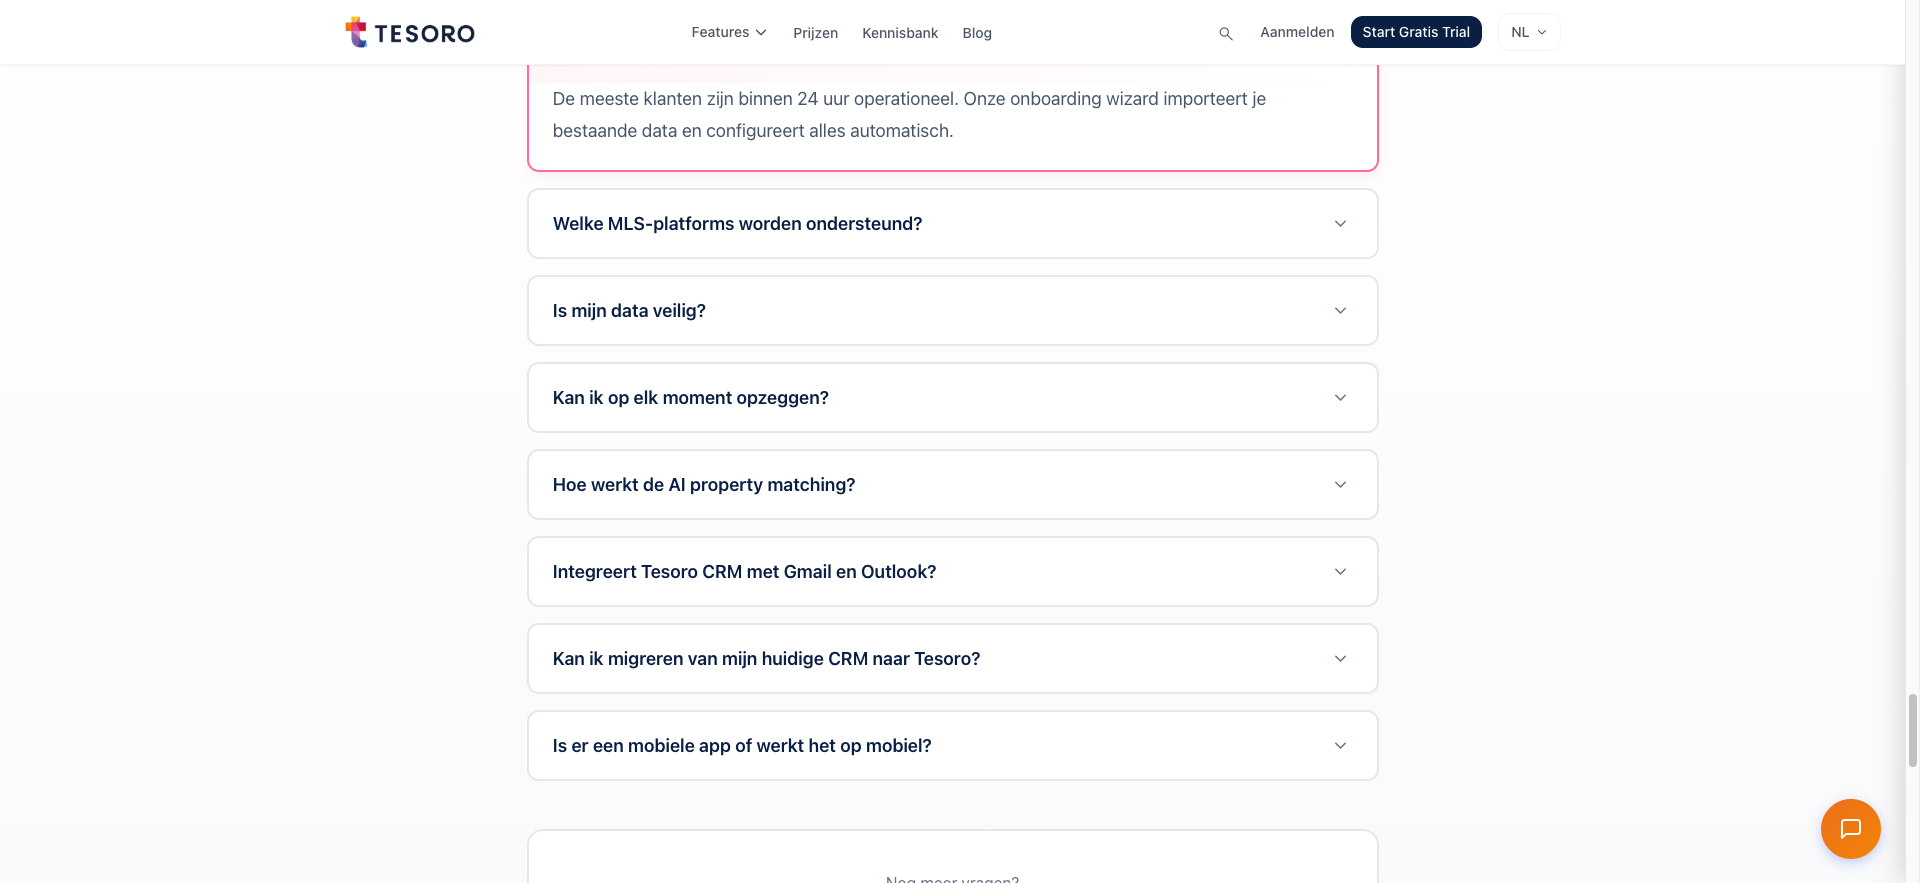 TESORO
Features
Prijzen
Kennisbank
Blog
Aanmelden
Start Gratis Trial
NL
De meeste klanten zijn binnen 24 uur operationeel. Onze onboarding wizard importeert je
bestaande data en configureert alles automatisch.
Welke MLS-platforms worden ondersteund?
Is mijn data veilig?
Kan ik op elk moment opzeggen?
Hoe werkt de AI property matching?
Integreert Tesoro CRM met Gmail en Outlook?
Kan ik migreren van mijn huidige CRM naar Tesoro?
Is er een mobiele app of werkt het op mobiel?
Nog meer vragen?